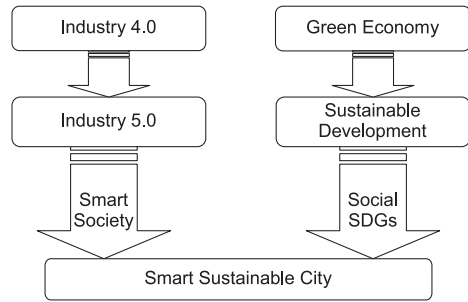 Industry 4.0
Green Economy
Industry 5.0
Sustainable
Development
Smart
Society
Social
SDGs
Smart Sustainable City